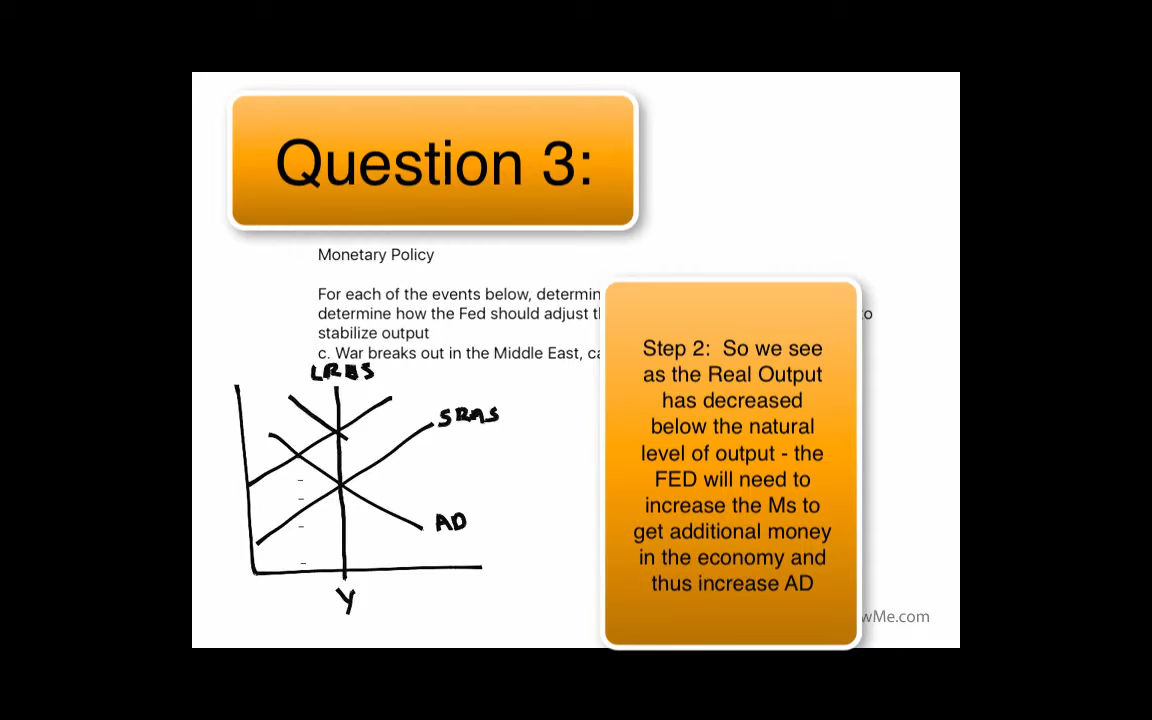 Question 3:
Monetary Policy
For each of the events below, determin
determine how the Fed should adjust th
to
stabilize output
c. War breaks out in the Middle East, ca
Step 2: So we see
as the Real Output
has decreased
below the natural
level of output - the
FED will need to
increase the Ms to
get additional money
in the economy and
thus increase AD
LRAS
SRAS
AD
Y
wMe.com